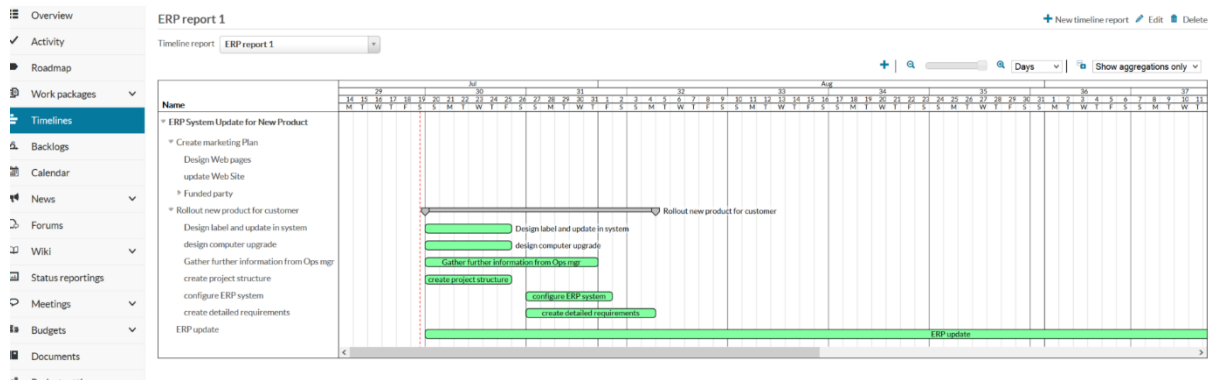 Overview
Activity
Roadmap
Work packages
Timelines
Backlogs
Calendar
News
Forums
Wiki
Status reportings
Meetings
Budgets
Documents
ERP report 1
New timeline report Edit Delete
Timeline report ERP report 1
Days Show aggregations only
Jul Aug
29 30 31 32 33 34 35 36 37
14 15 16 17 18 19 20 21 22 23 24 25 26 27 28 29 30 31 1 2 3 4 5 6 7 8 9 10 11 12 13 14 15 16 17 18 19 20 21 22 23 24 25 26 27 28 29 30 31 1 2 3 4 5 6 7 8 9 10 11
M T W T F S S M T W T F S S M T W T F S S M T W T F S S M T W T F S S M T W T F S S M T W T F S S M T W T F S S M T W T
Name
ERP System Update for New Product
Create marketing Plan
Design Web pages
update Web Site
Funded party
Rollout new product for customer Rollout new product for customer
Design label and update in system Design label and update in system
design computer upgrade design computer upgrade
Gather further information from Ops mgr Gather further information from Ops mgr
create project structure create project structure
configure ERP system configure ERP system
create detailed requirements create detailed requirements
ERP update ERP update